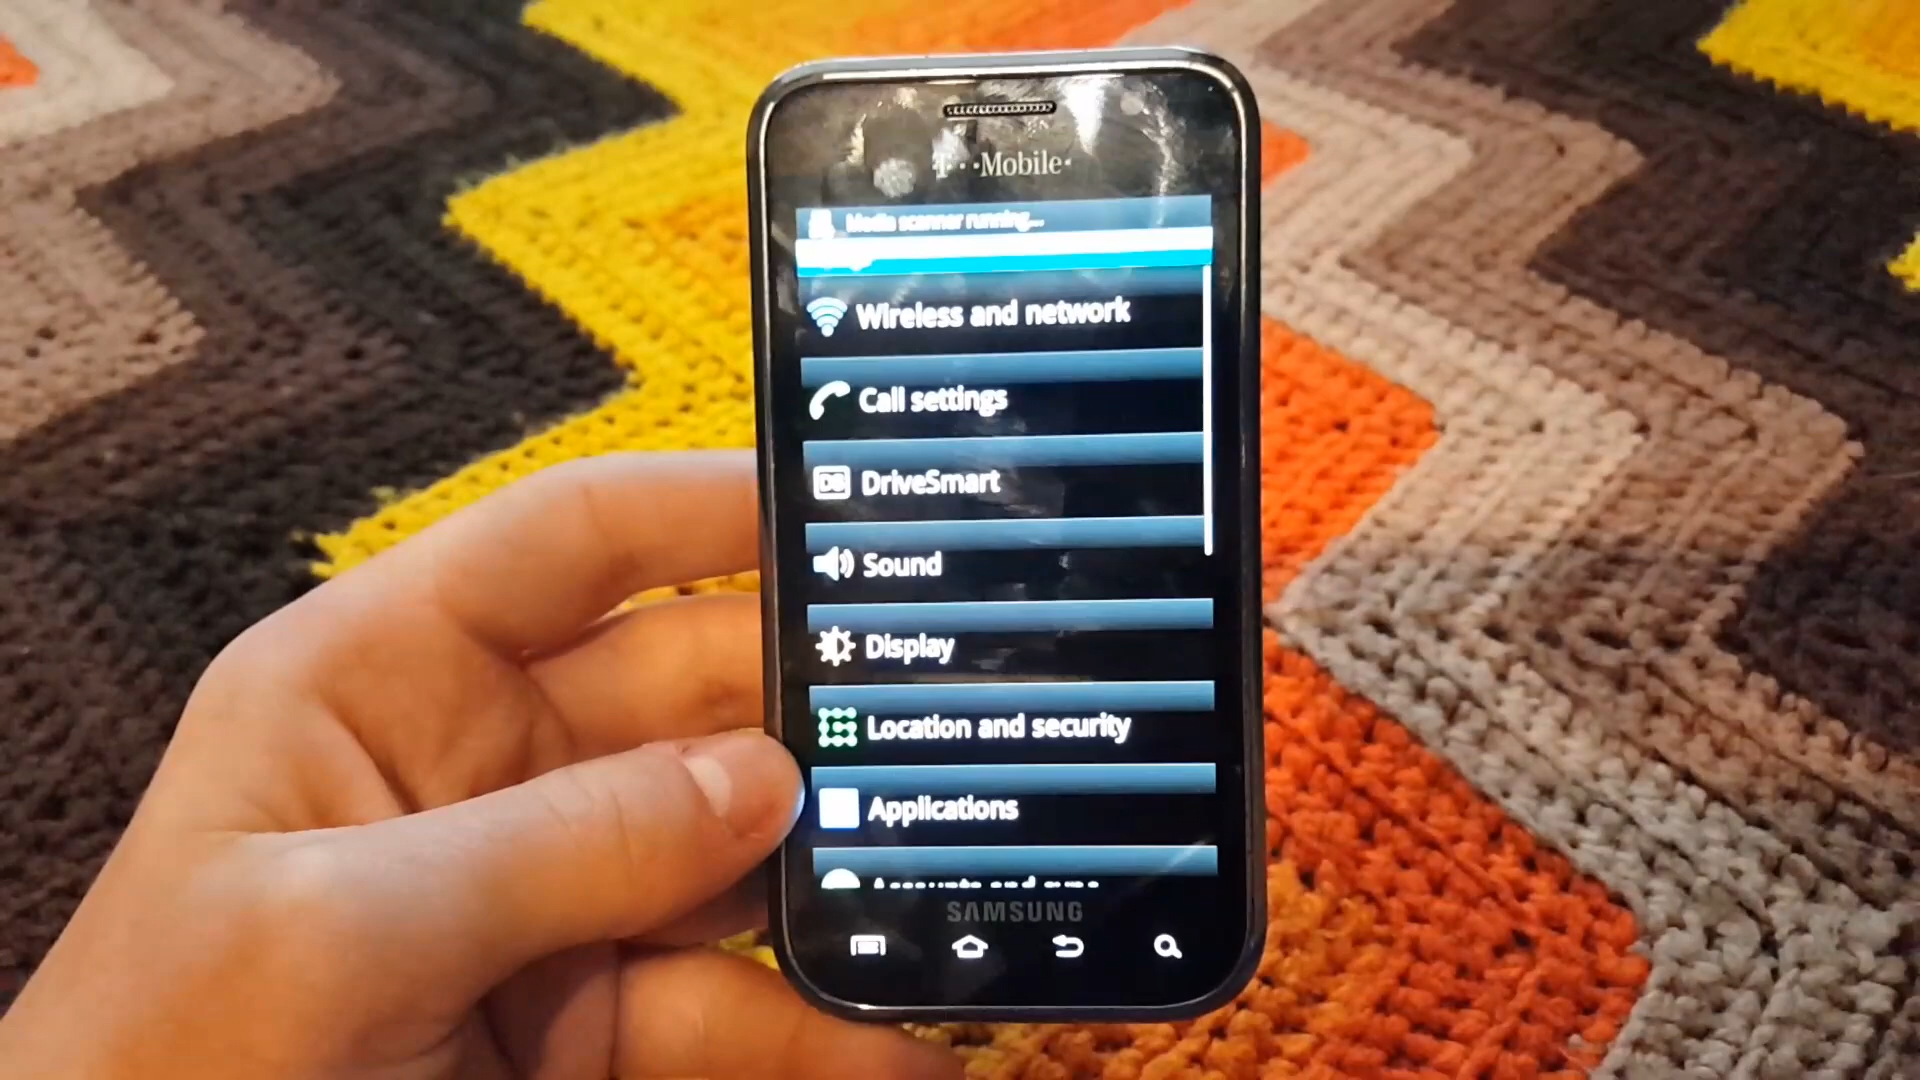 T··Mobile·
Media scanner running...
Wireless and network
Call settings
DriveSmart
Sound
Display
Location and security
Applications
SAMSUNG